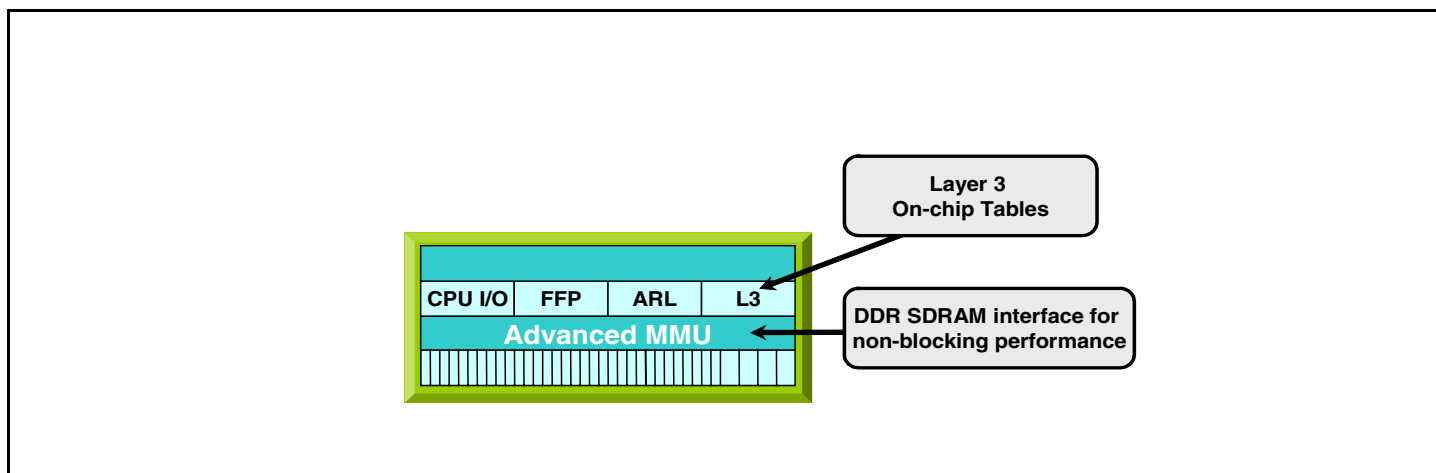 Layer 3
On-chip Tables
CPU I/O FFP ARL L3
Advanced MMU
DDR SDRAM interface for
non-blocking performance